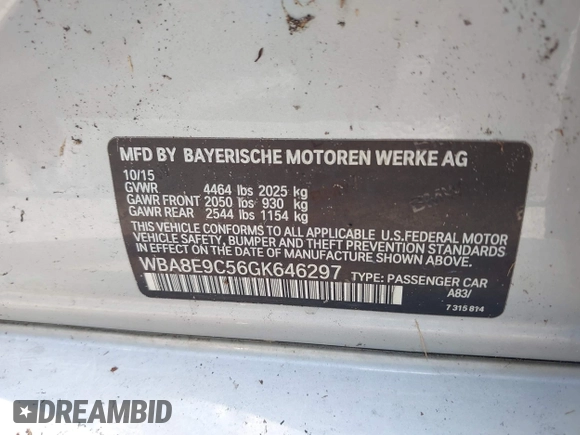 MFD BY BAYERISCHE MOTOREN WERKE AG
10/15
GVWR 4464 lbs 2025 kg
GAWR FRONT 2050 lbs 930 kg
GAWR REAR 2544 lbs 1154 kg
THIS VEHICLE CONFORMS TO ALL APPLICABLE U.S.FEDERAL MOTOR
VEHICLE SAFETY, BUMPER AND THEFT PREVENTION STANDARDS
IN EFFECT ON THE DATE OF MANUFACTURE SHOWN ABOVE.
WBA8E9C56GK646297 TYPE: PASSENGER CAR
A83/
7 315 814
DREAMBID